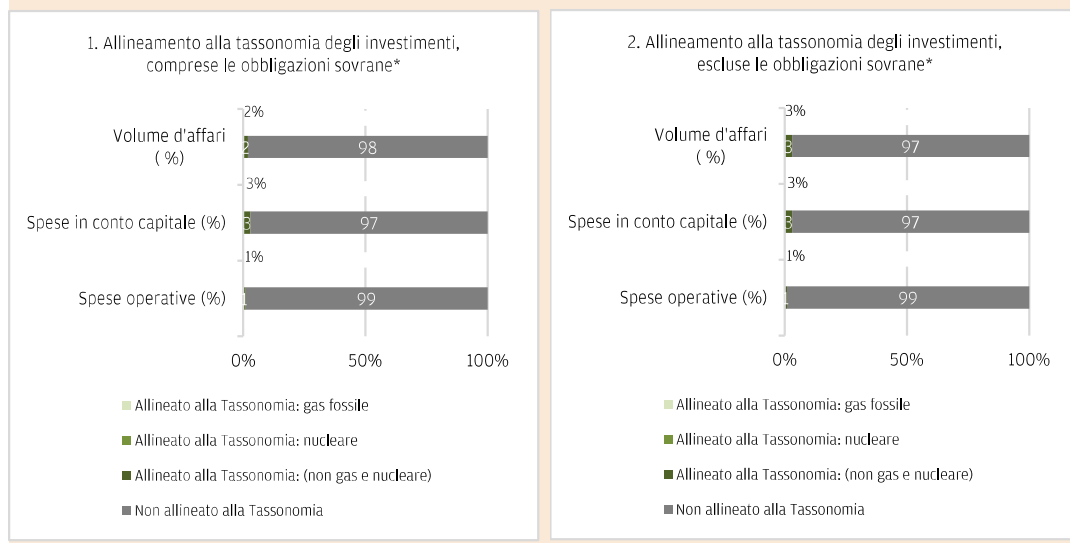 1. Allineamento alla tassonomia degli investimenti,
comprese le obbligazioni sovrane*
2%
Volume d'affari
( %)
2
98
3%
Spese in conto capitale (%)
3
97
1%
Spese operative (%)
1
99
0%
50%
100%
Allineato alla Tassonomia: gas fossile
Allineato alla Tassonomia: nucleare
Allineato alla Tassonomia: (non gas e nucleare)
Non allineato alla Tassonomia
2. Allineamento alla tassonomia degli investimenti,
escluse le obbligazioni sovrane*
3%
Volume d'affari
( %)
3
97
3%
Spese in conto capitale (%)
3
97
1%
Spese operative (%)
1
99
0%
50%
100%
Allineato alla Tassonomia: gas fossile
Allineato alla Tassonomia: nucleare
Allineato alla Tassonomia: (non gas e nucleare)
Non allineato alla Tassonomia